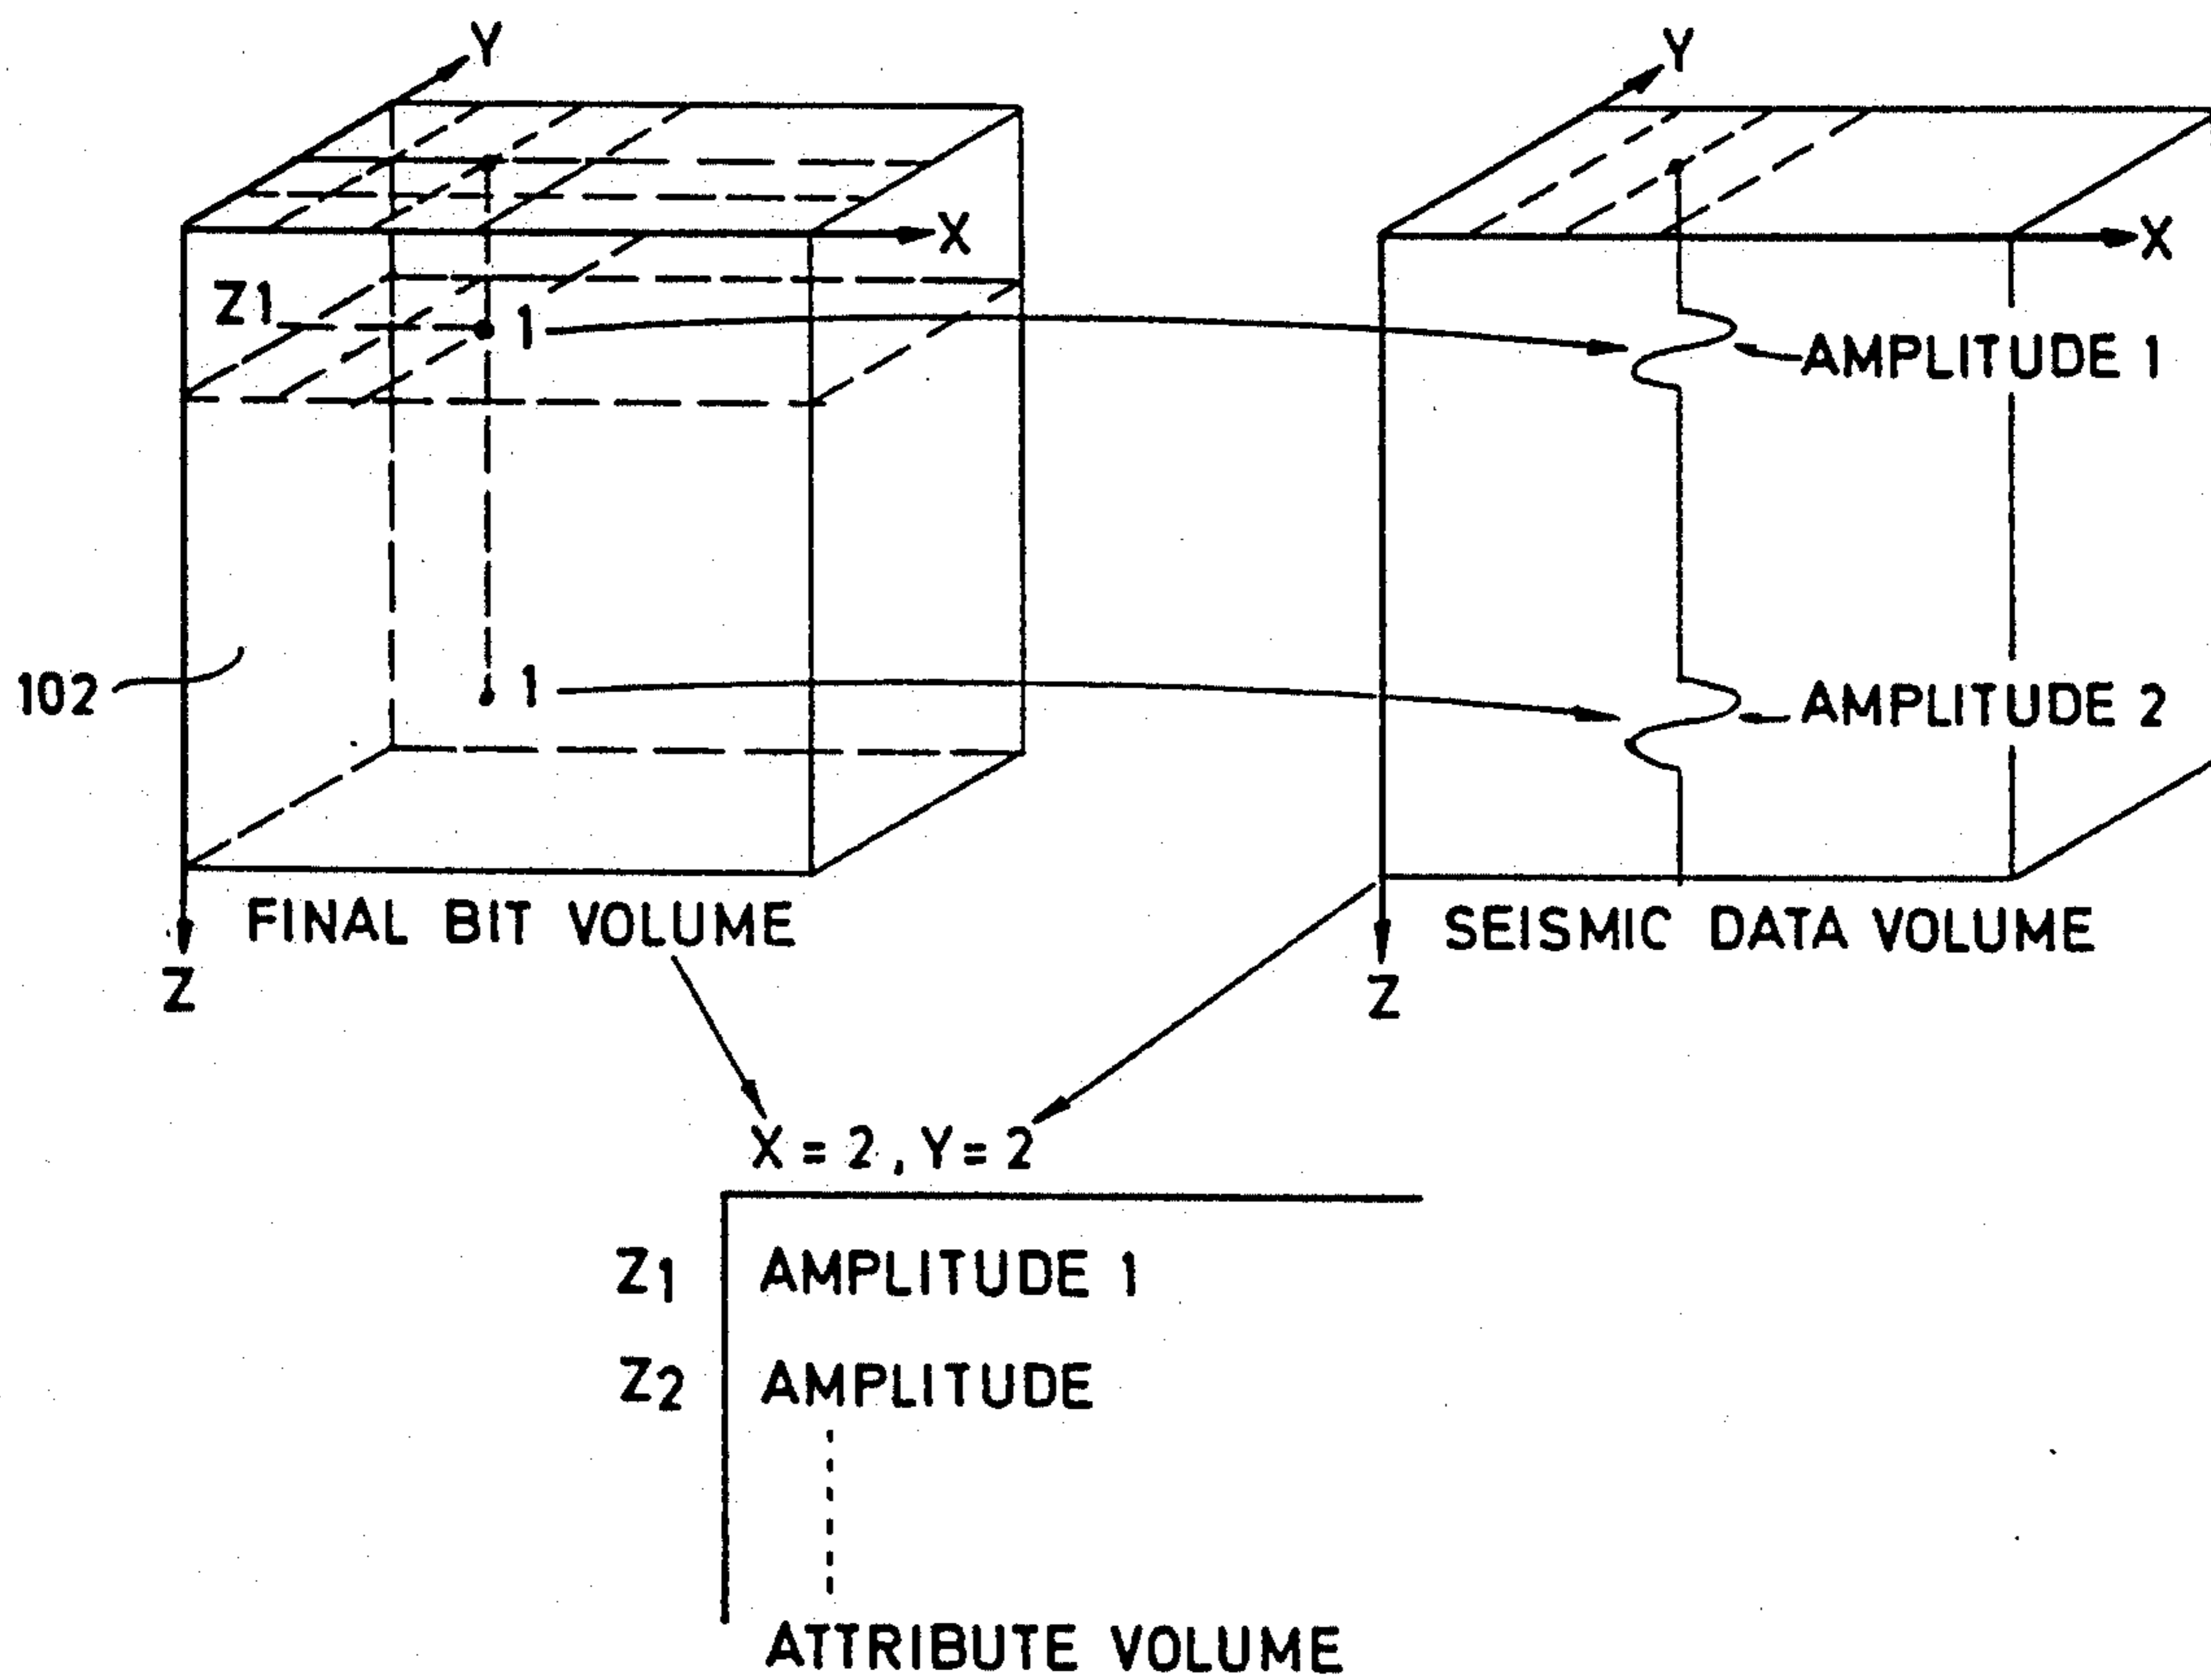 Y
Y
X
X
Z1
1
AMPLITUDE 1
102
1
AMPLITUDE 2
FINAL BIT VOLUME
SEISMIC DATA VOLUME
Z
Z
X = 2, Y = 2
Z1 AMPLITUDE 1
Z2 AMPLITUDE
ATTRIBUTE VOLUME